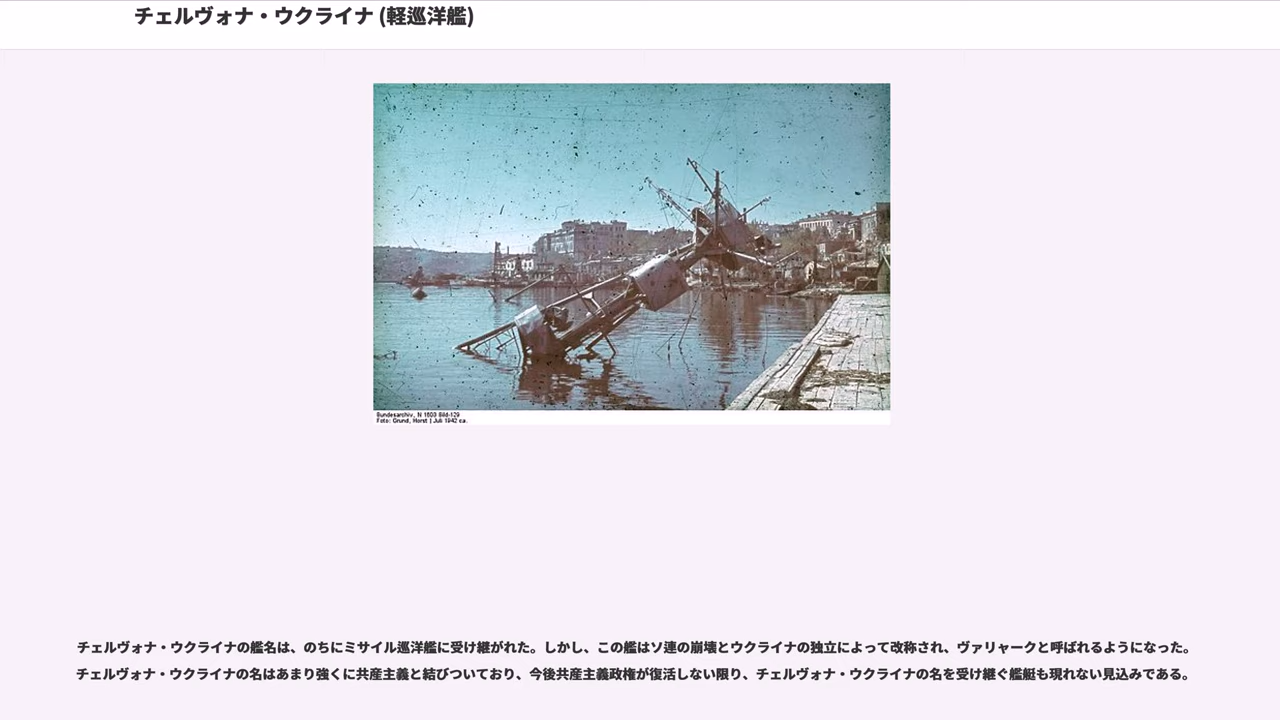 チェルヴォナ・ウクライナ (軽巡洋艦)
Bundesarchiv, N 1603 Bild-129
Foto: Grund, Horst | Juli 1942 ca.
チェルヴォナ・ウクライナの艦名は、のちにミサイル巡洋艦に受け継がれた。しかし、この艦はソ連の崩壊とウクライナの独立によって改称され、ヴァリャークと呼ばれるようになった。
チェルヴォナ・ウクライナの名はあまり強くに共産主義と結びついており、今後共産主義政権が復活しない限り、チェルヴォナ・ウクライナの名を受け継ぐ艦艇も現れない見込みである。